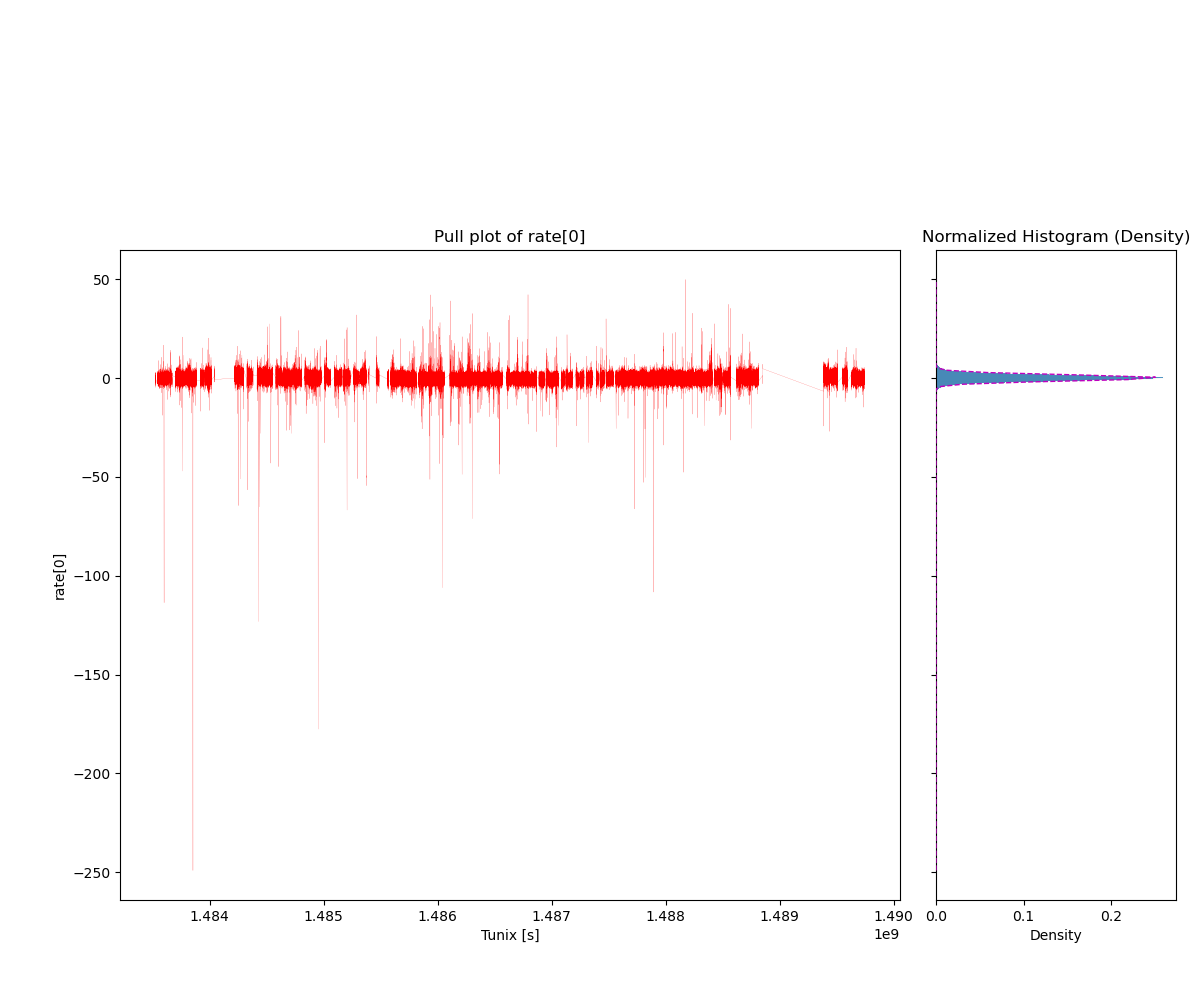 Pull plot of rate[0]
Normalized Histogram (Density)
50
0
−50
−100
−150
−200
−250
rate[0]
1.484 1.485 1.486 1.487 1.488 1.489 1.490
1e9
Tunix [s]
0.0 0.1 0.2
Density